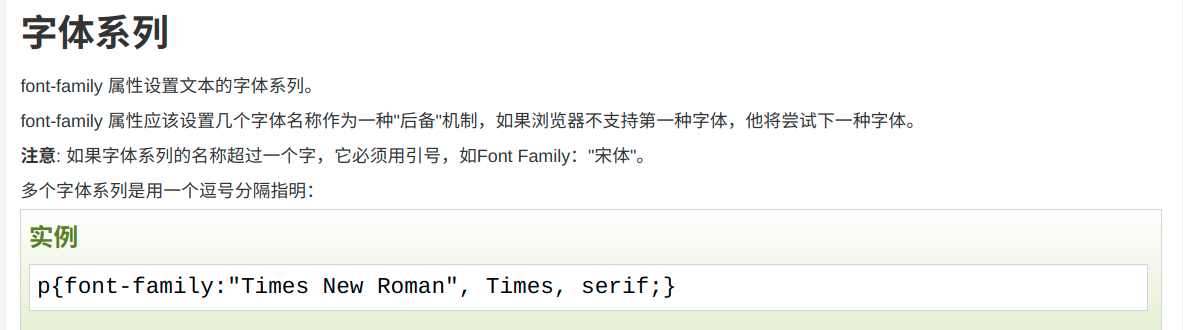 字体系列
font-family 属性设置文本的字体系列。
font-family 属性应该设置几个字体名称作为一种"后备"机制，如果浏览器不支持第一种字体，他将尝试下一种字体。
注意: 如果字体系列的名称超过一个字，它必须用引号，如Font Family："宋体"。
多个字体系列是用一个逗号分隔指明：
实例
p{font-family:"Times New Roman", Times, serif;}